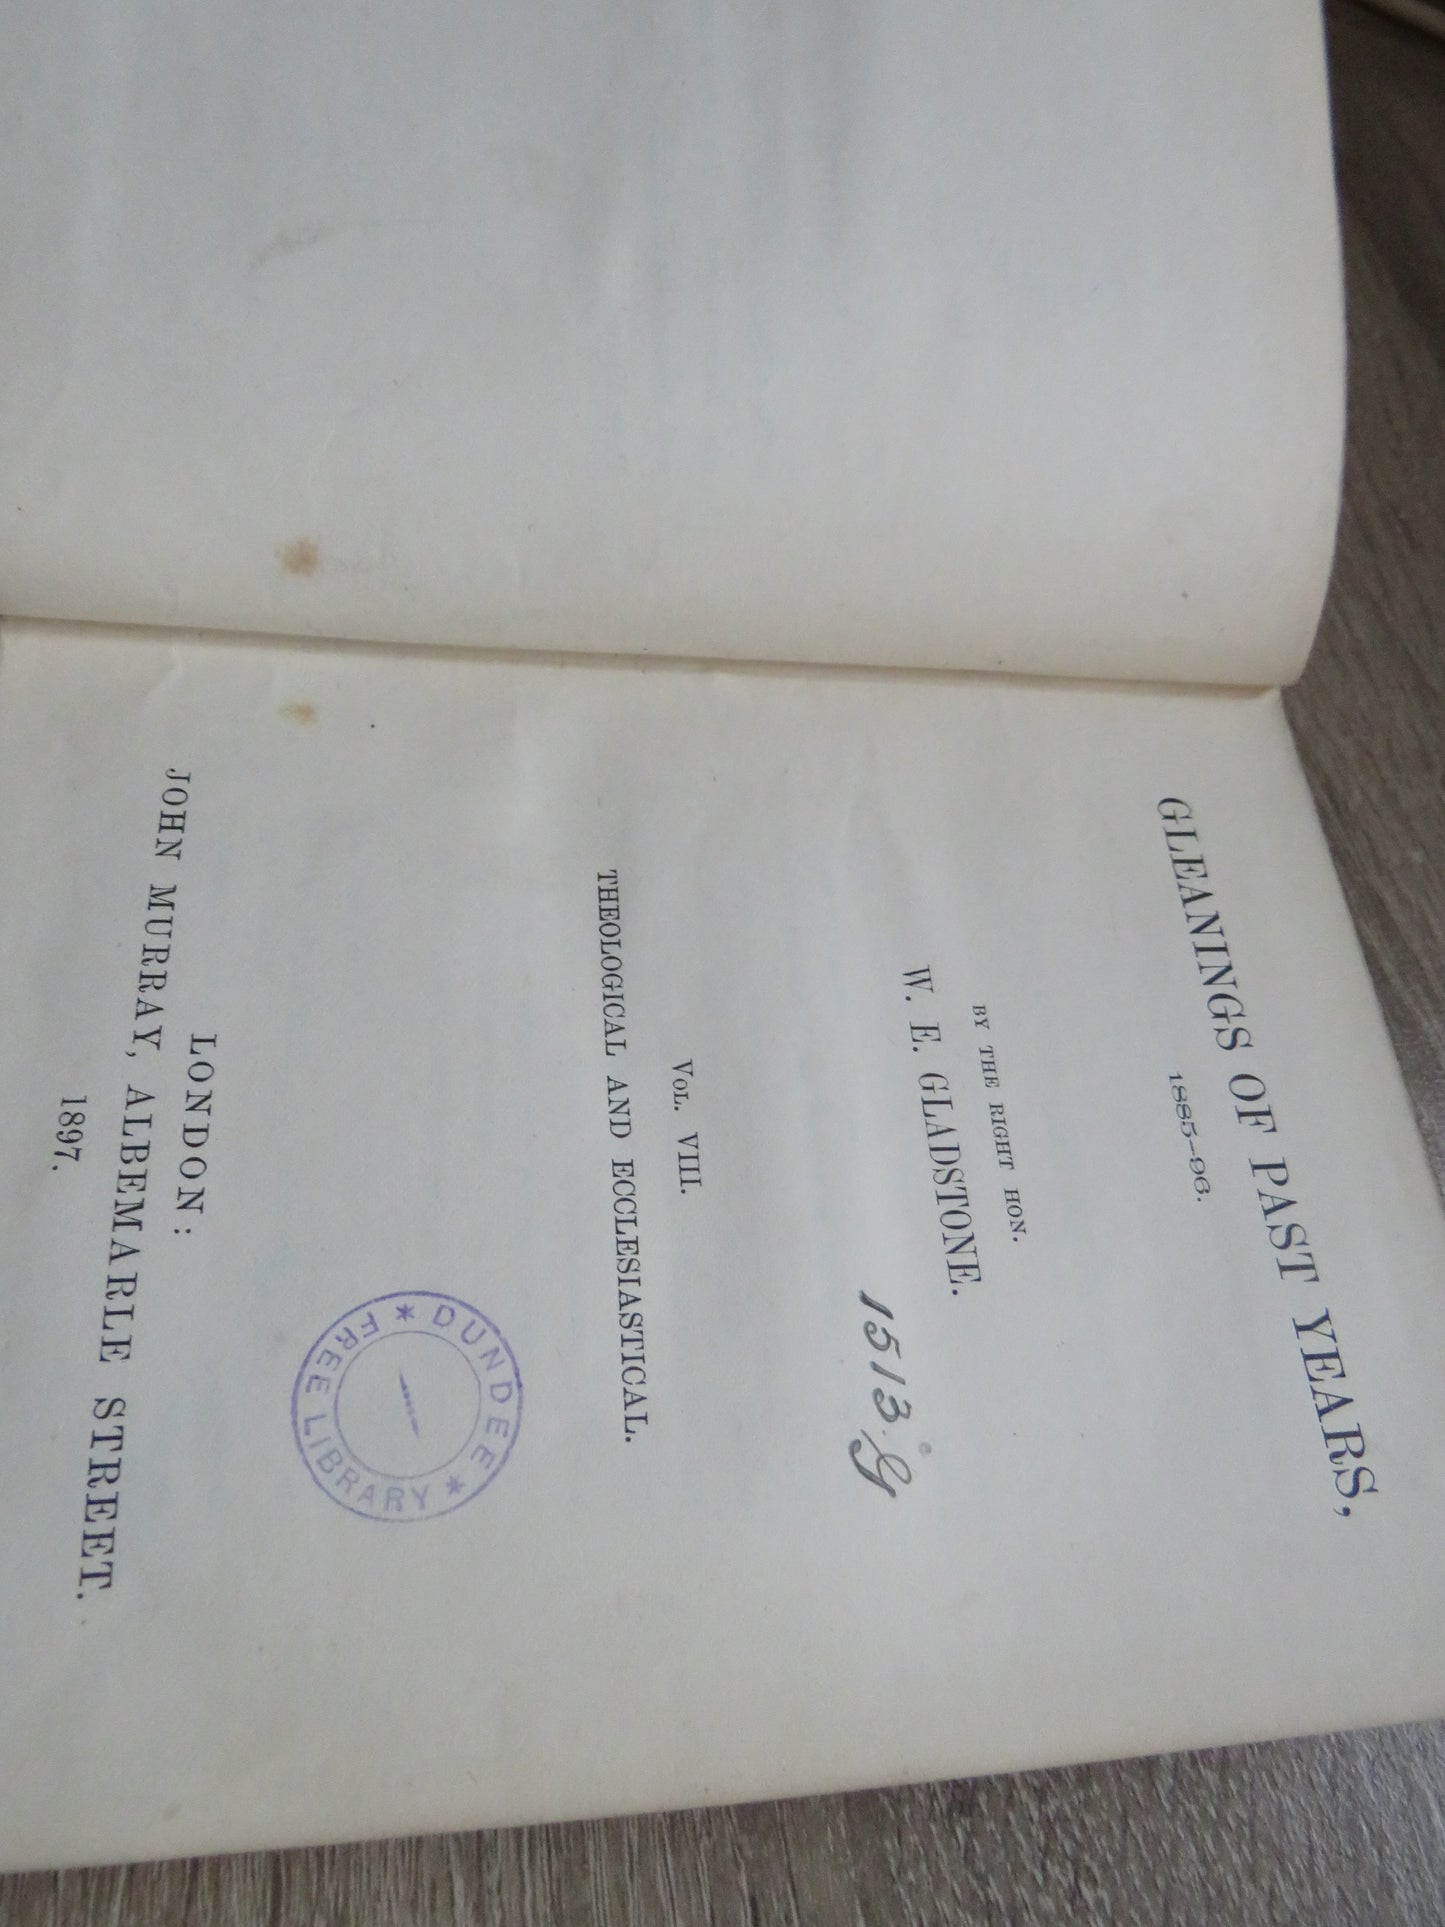 GLEANINGS OF PAST YEARS,
1885–96.
BY THE RIGHT HON.
W. E. GLADSTONE.
1513
Vol. VIII.
THEOLOGICAL AND ECCLESIASTICAL.
* DUNDEE *
FREE LIBRARY
LONDON:
JOHN MURRAY, ALBEMARLE STREET.
1897.